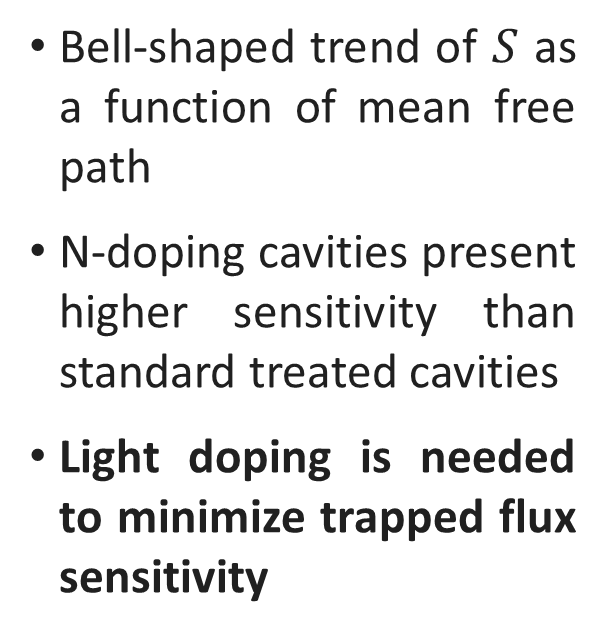 • Bell-shaped trend of S as
a function of mean free
path
• N-doping cavities present
higher sensitivity than
standard treated cavities
• Light doping is needed
to minimize trapped flux
sensitivity